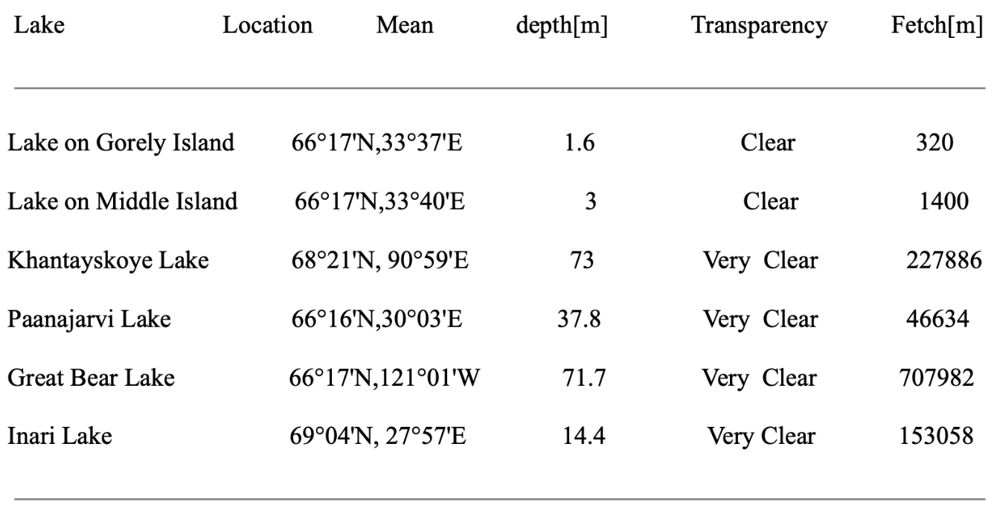 Lake Location Mean depth[m] Transparency Fetch[m]
Lake on Gorely Island 66°17'N,33°37'E 1.6 Clear 320
Lake on Middle Island 66°17'N,33°40'E 3 Clear 1400
Khantayskoye Lake 68°21'N, 90°59'E 73 Very Clear 227886
Paanajarvi Lake 66°16'N,30°03'E 37.8 Very Clear 46634
Great Bear Lake 66°17'N,121°01'W 71.7 Very Clear 707982
Inari Lake 69°04'N, 27°57'E 14.4 Very Clear 153058